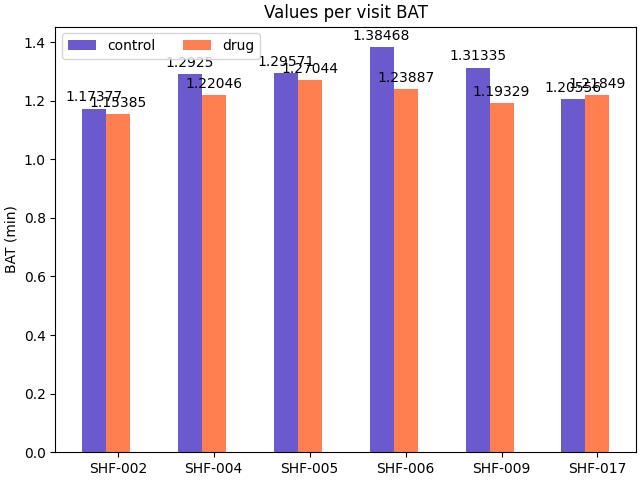 Values per visit BAT
control drug
1.17377 1.15385 1.2925 1.22046 1.29571 1.27044 1.38468 1.23887 1.31335 1.19329 1.20556 1.21849
BAT (min)
1.4
1.2
1.0
0.8
0.6
0.4
0.2
0.0
SHF-002 SHF-004 SHF-005 SHF-006 SHF-009 SHF-017